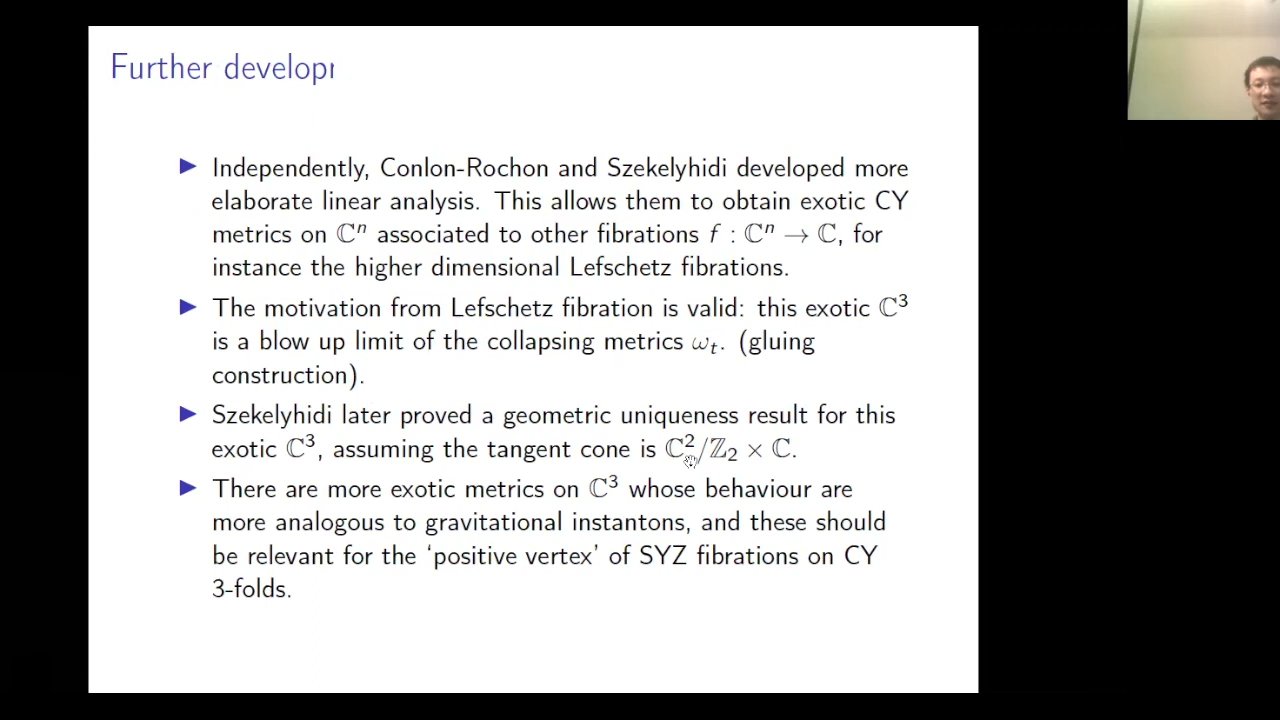 Further develop
Independently, Conlon-Rochon and Szekelyhidi developed more
elaborate linear analysis. This allows them to obtain exotic CY
metrics on ℂⁿ associated to other fibrations f : ℂⁿ → ℂ, for
instance the higher dimensional Lefschetz fibrations.
The motivation from Lefschetz fibration is valid: this exotic ℂ³
is a blow up limit of the collapsing metrics ωₜ. (gluing
construction).
Szekelyhidi later proved a geometric uniqueness result for this
exotic ℂ³, assuming the tangent cone is ℂ²/ℤ₂ × ℂ.
There are more exotic metrics on ℂ³ whose behaviour are
more analogous to gravitational instantons, and these should
be relevant for the ‘positive vertex’ of SYZ fibrations on CY
3-folds.